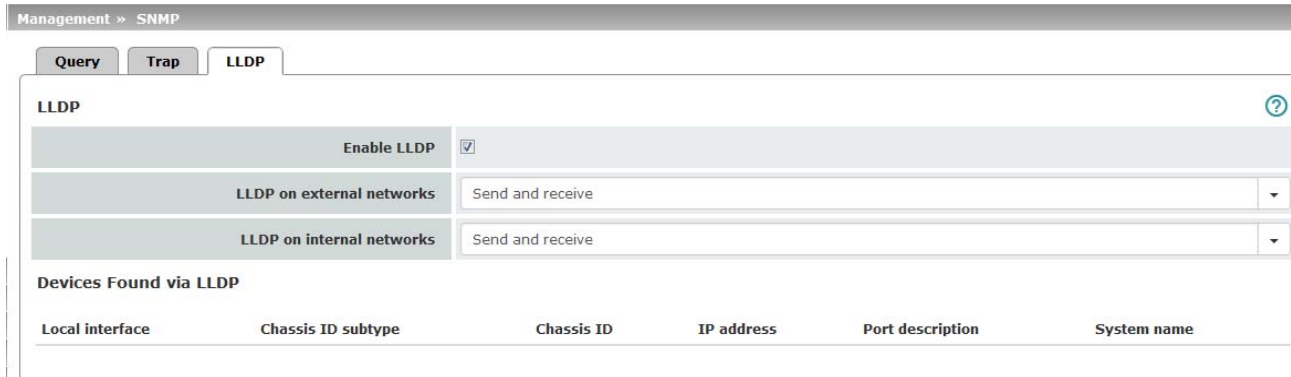 Management » SNMP
Query Trap LLDP
LLDP
Enable LLDP
LLDP on external networks Send and receive
LLDP on internal networks Send and receive
Devices Found via LLDP
Local interface Chassis ID subtype Chassis ID IP address Port description System name